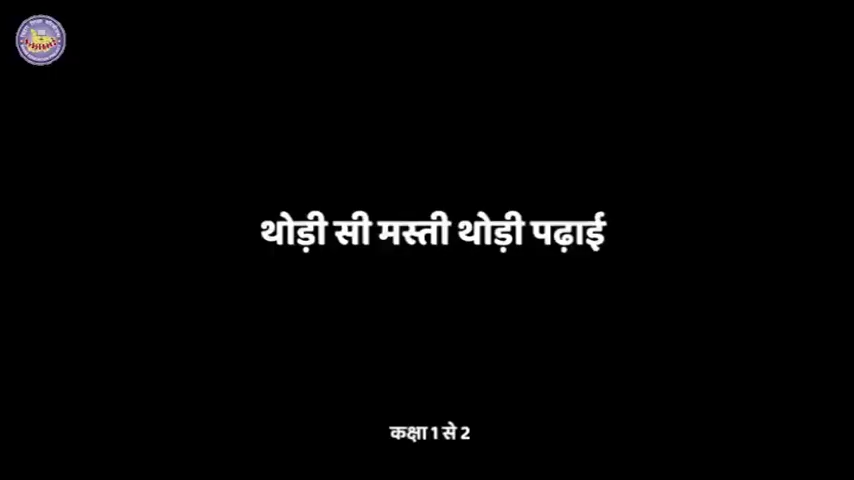 थोड़ी सी मस्ती थोड़ी पढ़ाई
कक्षा 1 से 2